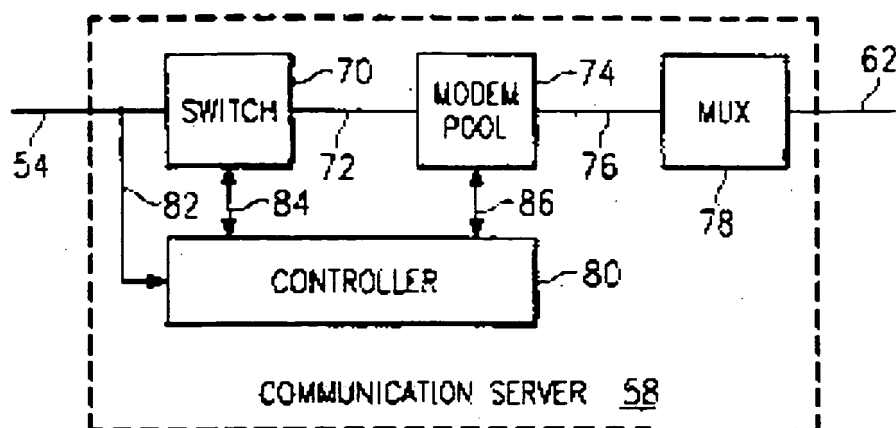 70
74
62
SWITCH
MODEM
POOL
MUX
54
72
76
82
84
86
78
CONTROLLER
80
COMMUNICATION SERVER 58